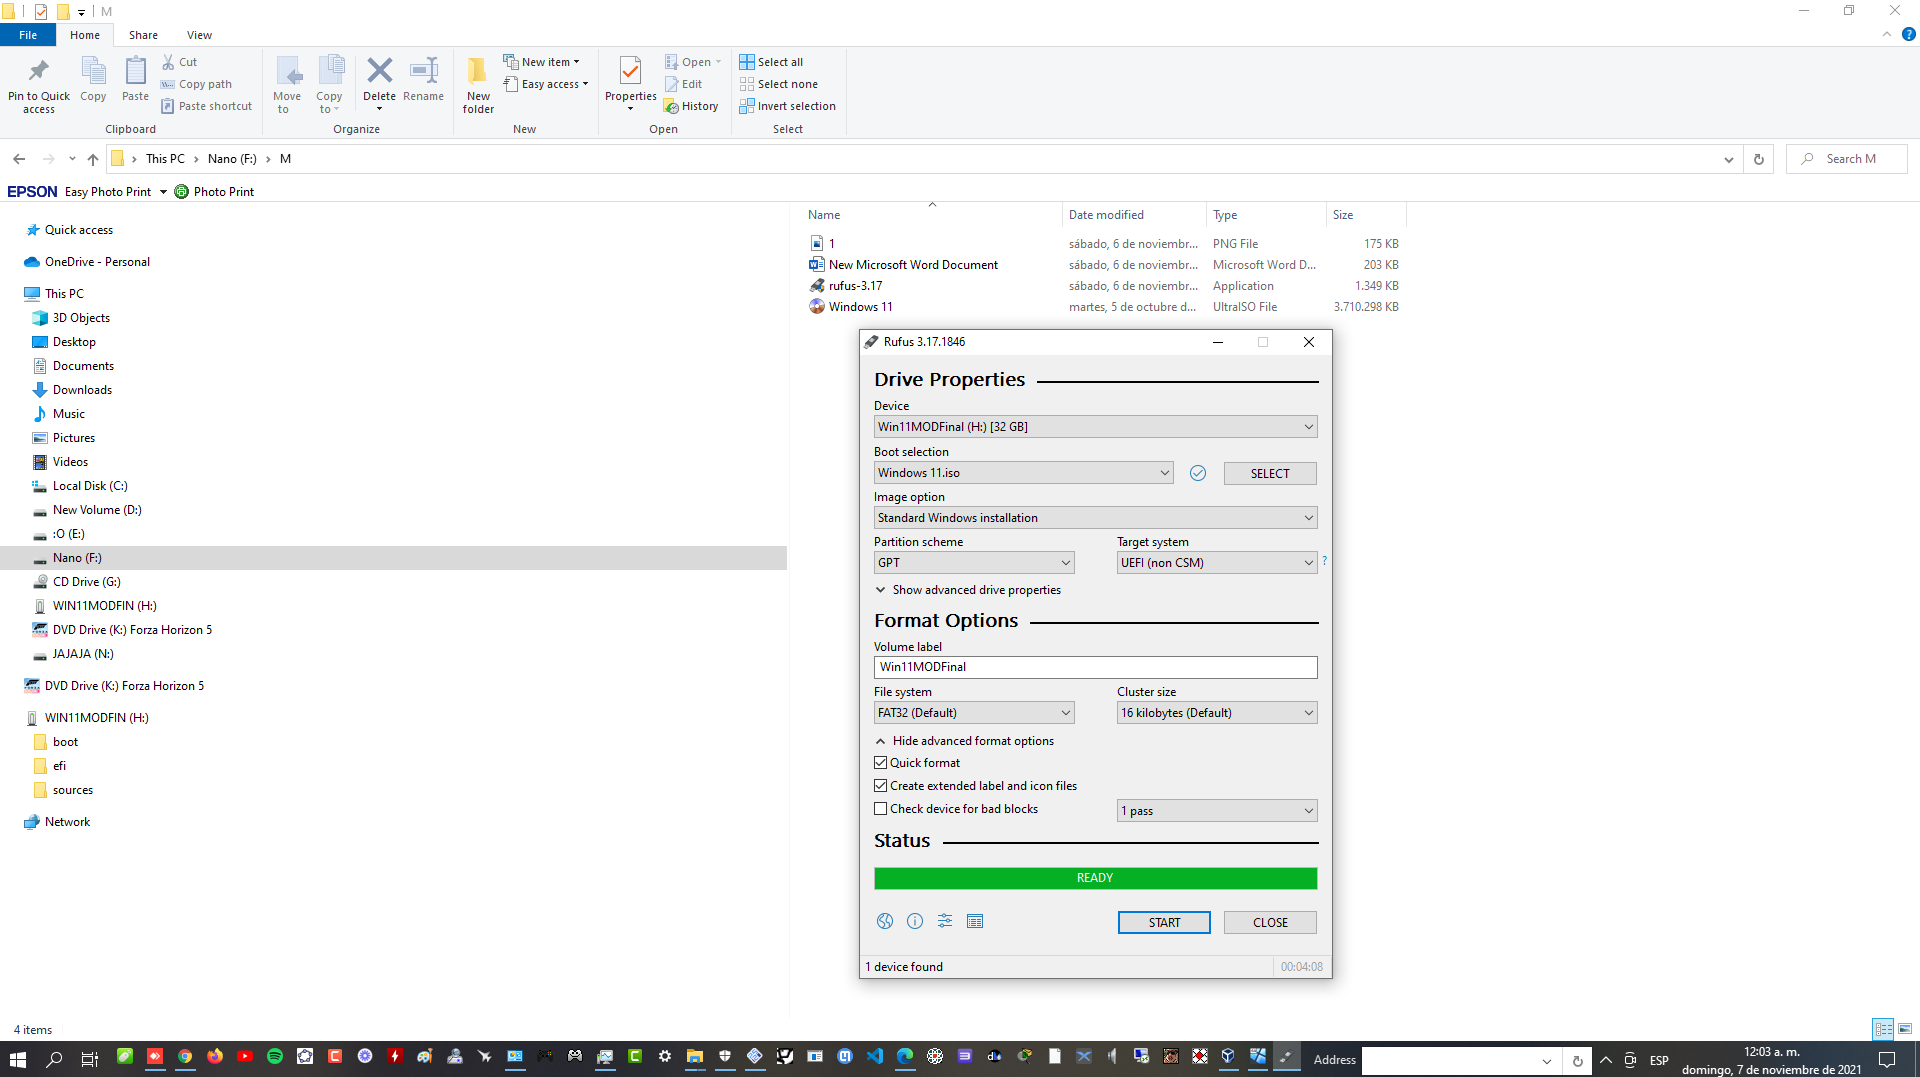 M
File
Home
Share
View
Pin to Quick access
Copy
Paste
Cut
Copy path
Paste shortcut
Clipboard
Move to
Copy to
Delete
Rename
Organize
New folder
New item
Easy access
New
Properties
Open
Edit
History
Open
Select all
Select none
Invert selection
Select
This PC
Nano (F:)
M
Search M
EPSON Easy Photo Print
Photo Print
Quick access
OneDrive - Personal
This PC
3D Objects
Desktop
Documents
Downloads
Music
Pictures
Videos
Local Disk (C:)
New Volume (D:)
:O (E:)
Nano (F:)
CD Drive (G:)
WIN11MODFIN (H:)
DVD Drive (K:) Forza Horizon 5
JAJAJA (N:)
DVD Drive (K:) Forza Horizon 5
WIN11MODFIN (H:)
boot
efi
sources
Network
Name Date modified Type Size
1 sábado, 6 de noviembr... PNG File 175 KB
New Microsoft Word Document sábado, 6 de noviembr... Microsoft Word D... 203 KB
rufus-3.17 sábado, 6 de noviembr... Application 1.349 KB
Windows 11 martes, 5 de octubre d... UltraISO File 3.710.298 KB
Rufus 3.17.1846
Drive Properties
Device
Win11MODFinal (H:) [32 GB]
Boot selection
Windows 11.iso
SELECT
Image option
Standard Windows installation
Partition scheme
Target system
GPT
UEFI (non CSM)
?
Show advanced drive properties
Format Options
Volume label
Win11MODFinal
File system
Cluster size
FAT32 (Default)
16 kilobytes (Default)
Hide advanced format options
Quick format
Create extended label and icon files
Check device for bad blocks
1 pass
Status
READY
START
CLOSE
1 device found
00:04:08
4 items
Address
ESP
12:03 a. m.
domingo, 7 de noviembre de 2021